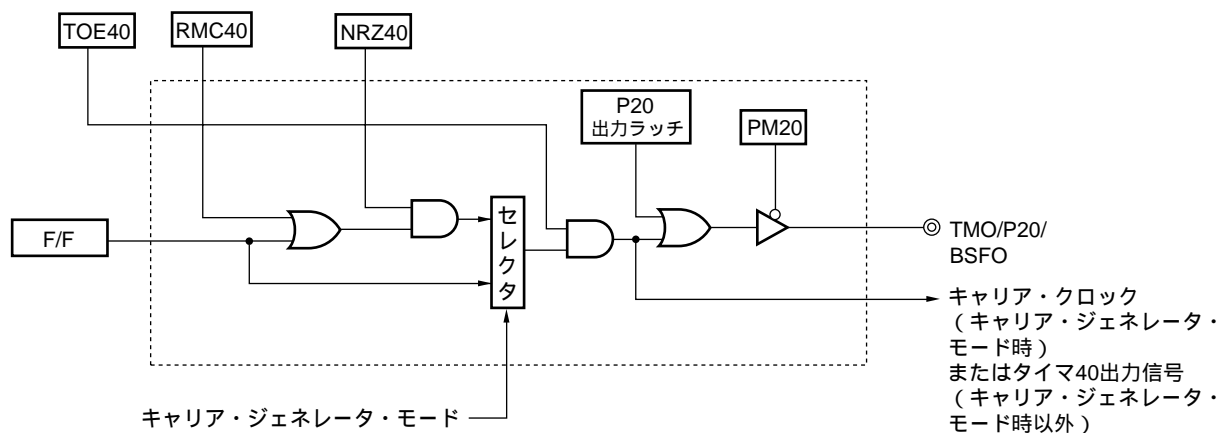 TOE40
RMC40
NRZ40
P20
出力ラッチ
PM20
F/F
セレクタ
TMO/P20/
BSFO
キャリア・クロック
（キャリア・ジェネレータ・
モード時）
またはタイマ40出力信号
（キャリア・ジェネレータ・
モード時以外）
キャリア・ジェネレータ・モード